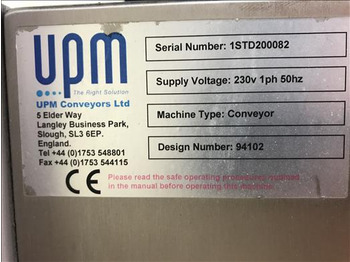 upm
The Right Solution
UPM Conveyors Ltd
5 Elder Way
Langley Business Park,
Slough, SL3 6EP.
England.
Tel +44 (0)1753 548801
Fax +44 (0)1753 544115
CE
Serial Number: 1STD200082
Supply Voltage: 230v 1ph 50hz
Machine Type: Conveyor
Design Number: 94102
Please read the safe operating procedures outlined
in the manual before operating this machine.